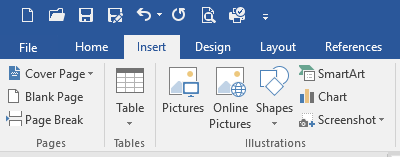 File Home Insert Design Layout References
Cover Page
Blank Page
Page Break
Pages
Table
Tables
Pictures
Online
Pictures
Shapes
SmartArt
Chart
Screenshot
Illustrations